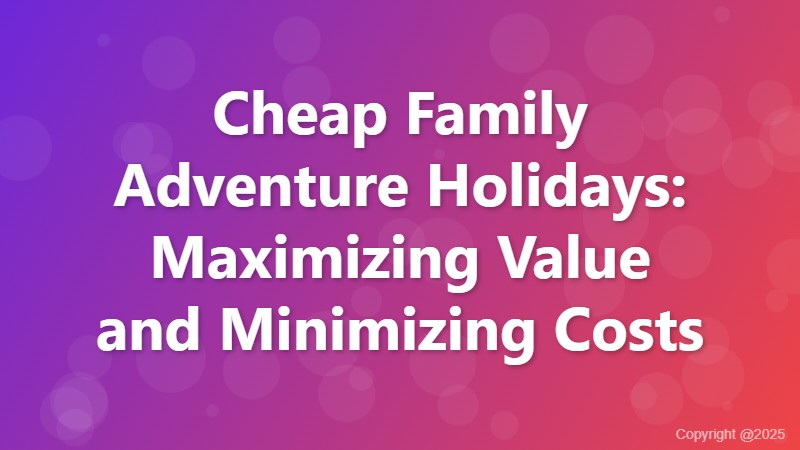 Cheap Family
Adventure Holidays:
Maximizing Value
and Minimizing Costs
Copyright @2025